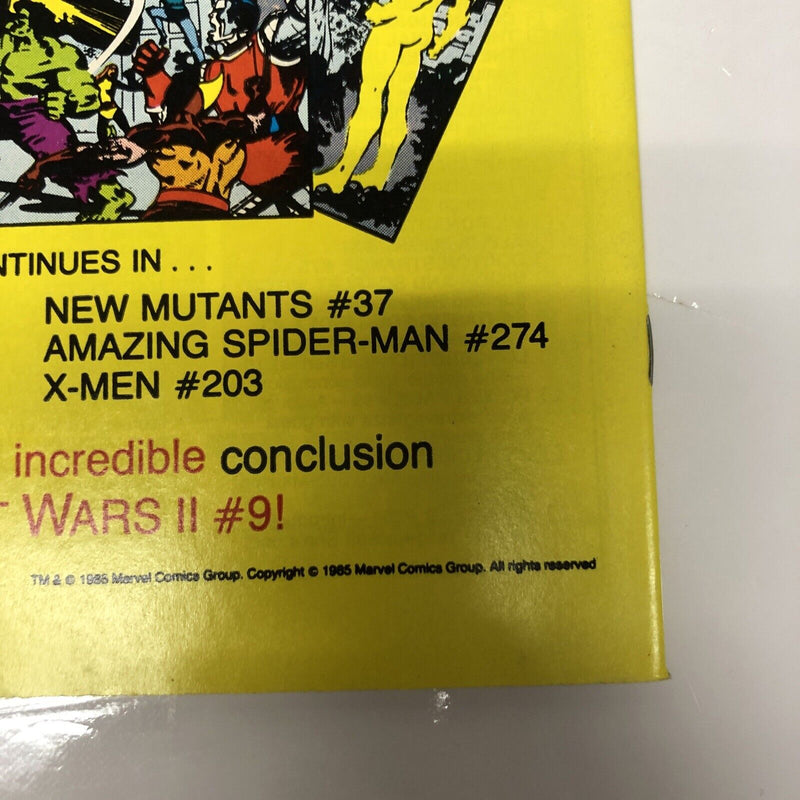 NTINUES IN . . .
NEW MUTANTS #37
AMAZING SPIDER-MAN #274
X-MEN #203
incredible conclusion
T WARS II #9!
TM & © 1985 Marvel Comics Group. Copyright © 1985 Marvel Comics Group. All rights reserved